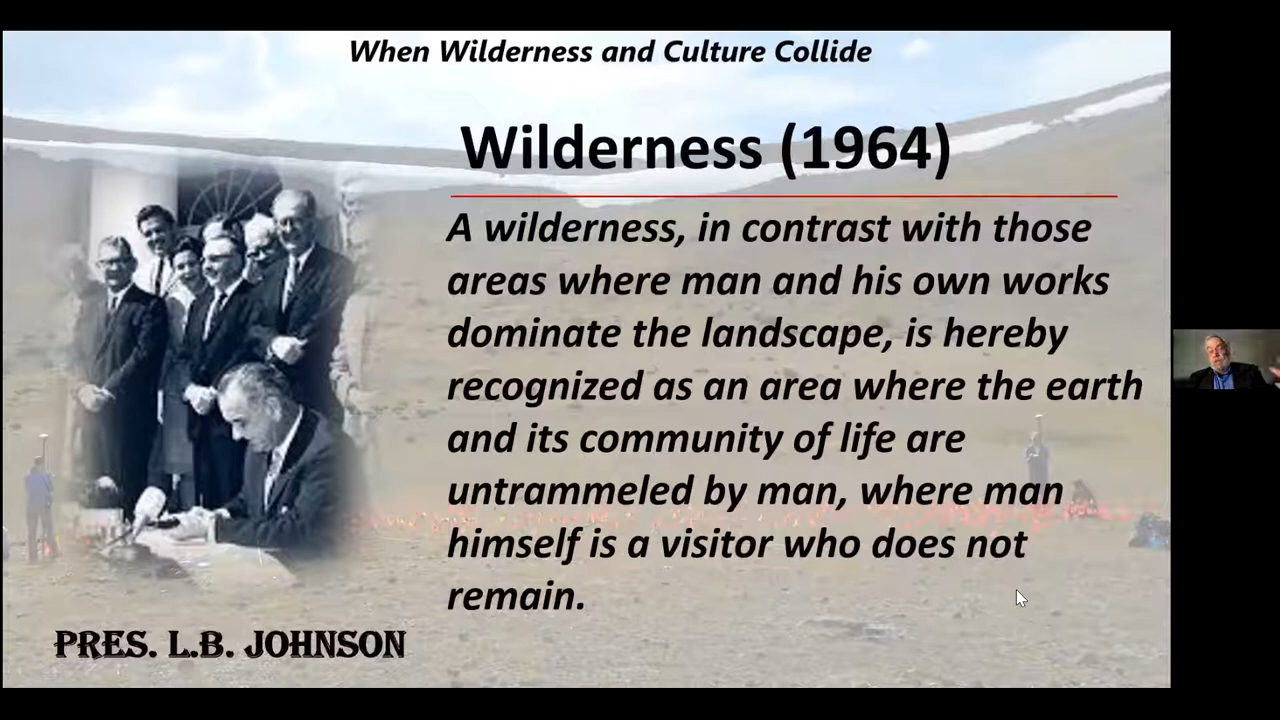 When Wilderness and Culture Collide
Wilderness (1964)
A wilderness, in contrast with those
areas where man and his own works
dominate the landscape, is hereby
recognized as an area where the earth
and its community of life are
untrammeled by man, where man
himself is a visitor who does not
remain.
PRES. L.B. JOHNSON